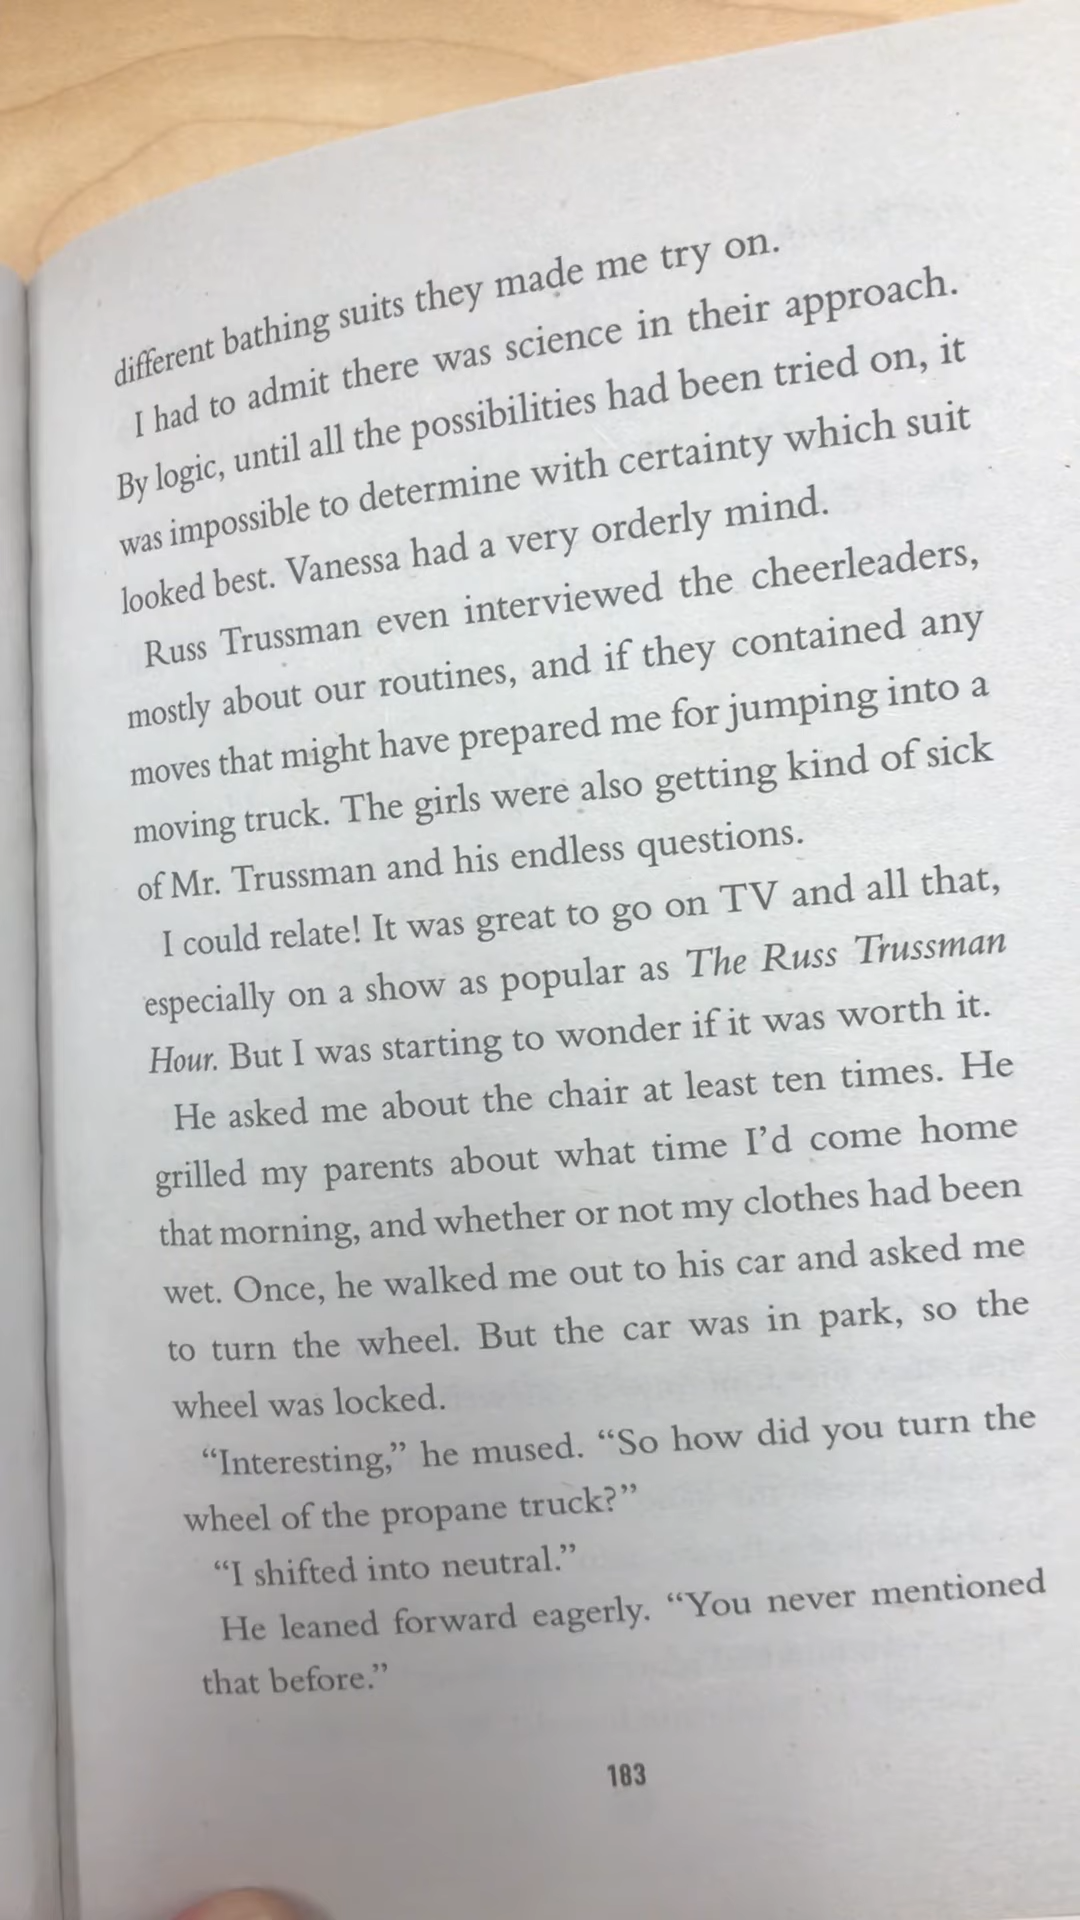 different bathing suits they made me try on.
I had to admit there was science in their approach.
By logic, until all the possibilities had been tried on, it
was impossible to determine with certainty which suit
looked best. Vanessa had a very orderly mind.
Russ Trussman even interviewed the cheerleaders,
mostly about our routines, and if they contained any
moves that might have prepared me for jumping into a
moving truck. The girls were also getting kind of sick
of Mr. Trussman and his endless questions.
I could relate! It was great to go on TV and all that,
especially on a show as popular as The Russ Trussman
Hour. But I was starting to wonder if it was worth it.
He asked me about the chair at least ten times. He
grilled my parents about what time I’d come home
that morning, and whether or not my clothes had been
wet. Once, he walked me out to his car and asked me
to turn the wheel. But the car was in park, so the
wheel was locked.
“Interesting,” he mused. “So how did you turn the
wheel of the propane truck?”
“I shifted into neutral.”
He leaned forward eagerly. “You never mentioned
that before.”
183